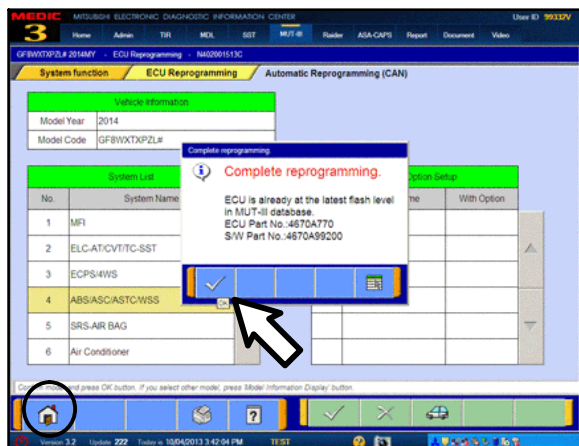 MEDIC
3
MITSUBISHI ELECTRONIC DIAGNOSTIC INFORMATION CENTER
User ID 99332V
Home Admin TIR MDL SST MUT-III Raider ASA-CAPS Report Document Video
GF8WXTXPZL# 2014MY - ECU Reprogramming - N402001513C
System function ECU Reprogramming Automatic Reprogramming (CAN)
Vehicle Information
Model Year 2014
Model Code GF8WXTXPZL#
System List
Option Setup
No. System Name With Option
1 MFI
2 ELC-AT/CVT/TC-SST
3 ECPS/4WS
4 ABS/ASC/ASTC/WSS
5 SRS-AIR BAG
6 Air Conditioner
Complete reprogramming.
Complete reprogramming.
ECU is already at the latest flash level
in MUT-III database.
ECU Part No.:4670A770
S/W Part No.:4670A99200
OK
Confirm model and press OK button. If you select other model, press 'Model Information Display' button.
Version 3.2 Update 222 Today is 10/04/2013 3:42:04 PM TEST